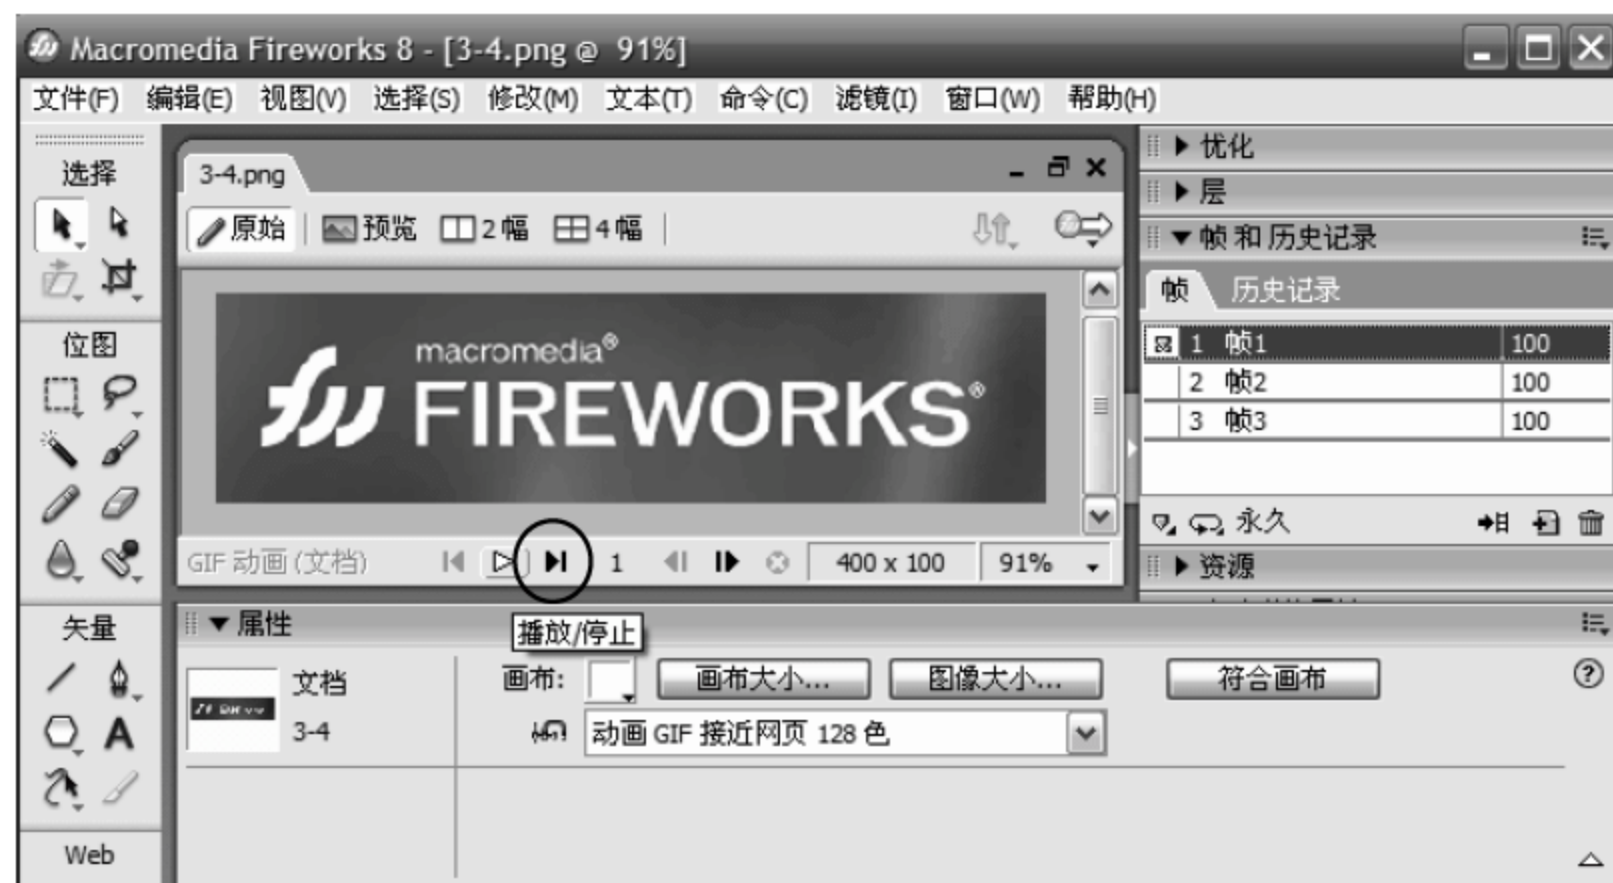 Macromedia Fireworks 8 - [3-4.png @ 91%]
文件(F) 编辑(E) 视图(V) 选择(S) 修改(M) 文本(T) 命令(C) 滤镜(I) 窗口(W) 帮助(H)
选择
位图
矢量
Web
3-4.png
原始 预览 2幅 4幅
macromedia®
FIREWORKS®
GIF 动画(文档) 1 400 x 100 91%
播放/停止
优化
层
帧和历史记录
帧 历史记录
1 帧1 100
2 帧2 100
3 帧3 100
永久
资源
属性
文档
3-4
画布: 画布大小... 图像大小... 符合画布
动画 GIF 接近网页 128 色